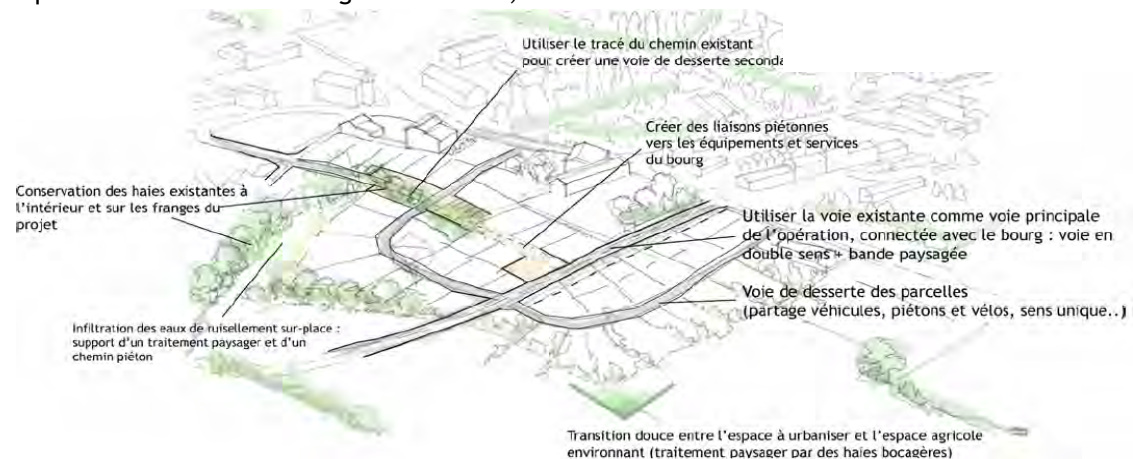 Utiliser le tracé du chemin existant
pour créer une voie de desserte seconda
Créer des liaisons piétonnes
vers les équipements et services
du bourg
Conservation des haies existantes à
l'intérieur et sur les franges du
projet
Utiliser la voie existante comme voie principale
de l'opération, connectée avec le bourg : voie en
double sens + bande paysagée
Voie de desserte des parcelles
(partage véhicules, piétons et vélos, sens unique..)
Infiltration des eaux de ruisellement sur-place :
support d'un traitement paysager et d'un
chemin piéton
Transition douce entre l'espace à urbaniser et l'espace agricole
environnant (traitement paysager par des haies bocagères)